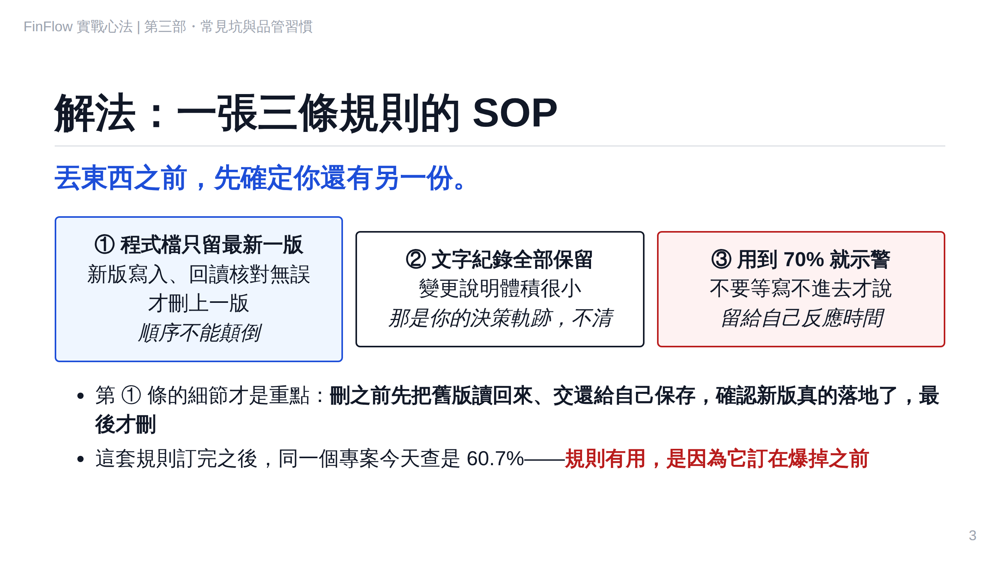 FinFlow 實戰心法 | 第三部・常見坑與品管習慣
解法：一張三條規則的 SOP
丟東西之前，先確定你還有另一份。
① 程式檔只留最新一版
新版寫入、回讀核對無誤
才刪上一版
順序不能顛倒
② 文字紀錄全部保留
變更說明體積很小
那是你的決策軌跡，不清
③ 用到 70% 就示警
不要等寫不進去才說
留給自己反應時間
• 第 ① 條的細節才是重點：刪之前先把舊版讀回來、交還給自己保存，確認新版真的落地了，最
後才刪
• 這套規則訂完之後，同一個專案今天查是 60.7%——規則有用，是因為它訂在爆掉之前
3